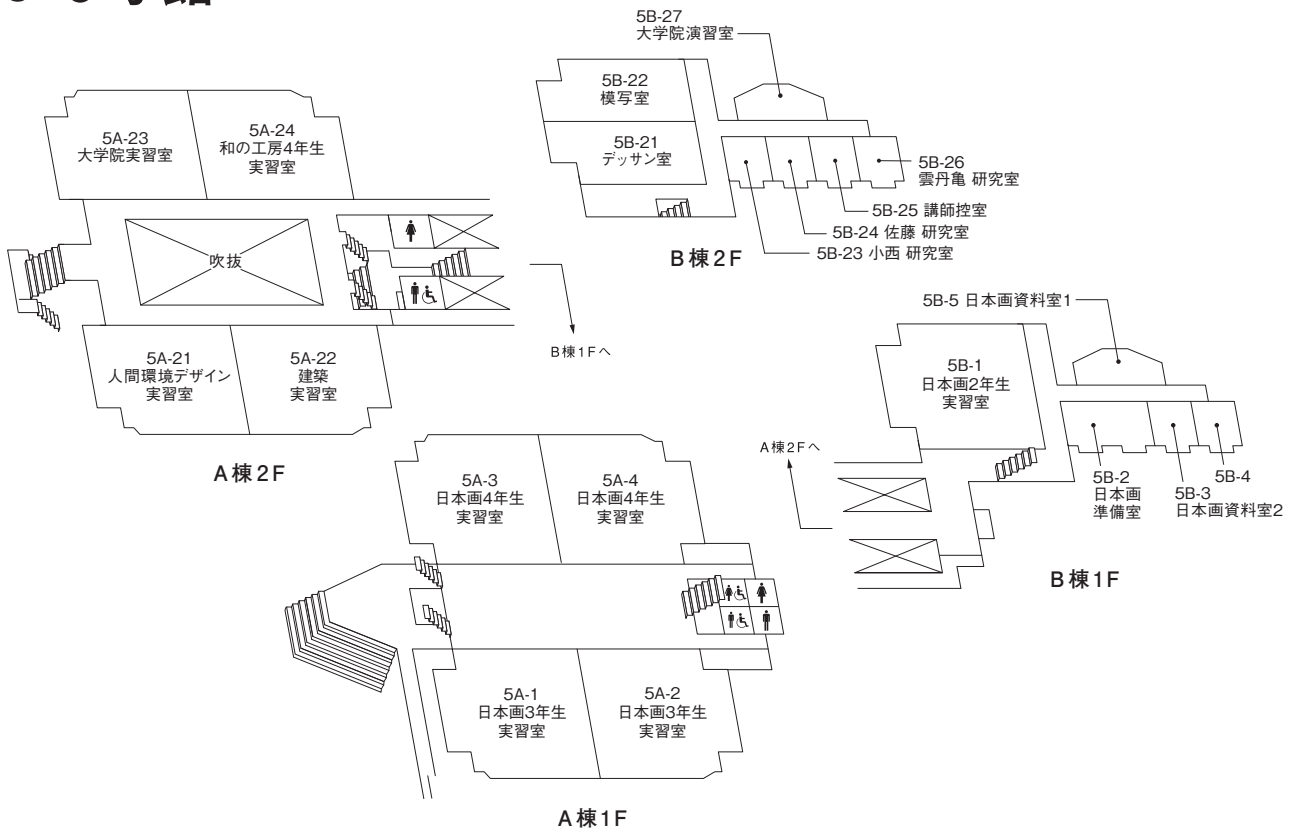 5B-27
大学院演習室
5B-22
模写室
5B-21
デッサン室
5B-26
雲丹亀 研究室
5B-25 講師控室
5B-24 佐藤 研究室
5B-23 小西 研究室
B棟2F
5A-23
大学院実習室
5A-24
和の工房4年生
実習室
吹抜
5A-21
人間環境デザイン
実習室
5A-22
建築
実習室
B棟1Fへ
A棟2F
5B-5 日本画資料室1
5B-1
日本画2年生
実習室
A棟2Fへ
5B-2
日本画
準備室
5B-3
日本画資料室2
5B-4
B棟1F
5A-3
日本画4年生
実習室
5A-4
日本画4年生
実習室
5A-1
日本画3年生
実習室
5A-2
日本画3年生
実習室
A棟1F